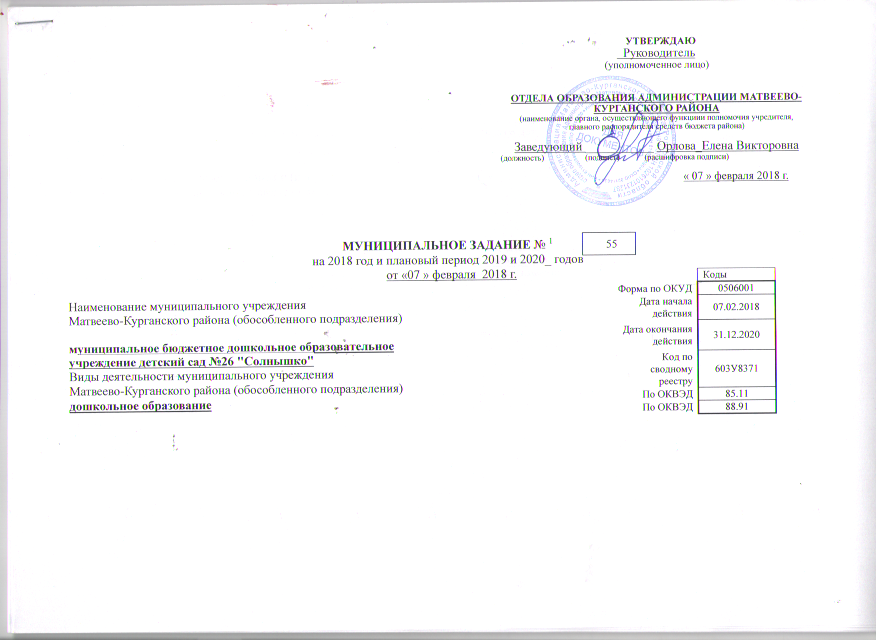 УТВЕРЖДАЮ
Руководитель
(уполномоченное лицо)
ОТДЕЛА ОБРАЗОВАНИЯ АДМИНИСТРАЦИИ МАТВЕЕВО-
КУРГАНСКОГО РАЙОНА
(наименование органа, осуществляющего функции и полномочия учредителя,
главного распорядителя средств бюджета района)
Заведующий Орлова_Елена Викторовна
(должность) (подпись) (расшифровка подписи)
« 07 » февраля 2018 г.
МУНИЦИПАЛЬНОЕ ЗАДАНИЕ № 1 55
на 2018 год и плановый период 2019 и 2020_ годов
от «07 » февраля 2018 г.
Коды
Форма по ОКУД 0506001
Дата начала
действия 07.02.2018
Дата окончания
действия 31.12.2020
Код по
сводному
реестру 603У8371
По ОКВЭД 85.11
По ОКВЭД 88.91
Наименование муниципального учреждения
Матвеево-Курганского района (обособленного подразделения)
муниципальное бюджетное дошкольное образовательное
учреждение детский сад №26 "Солнышко"
Виды деятельности муниципального учреждения
Матвеево-Курганского района (обособленного подразделения)
дошкольное образование